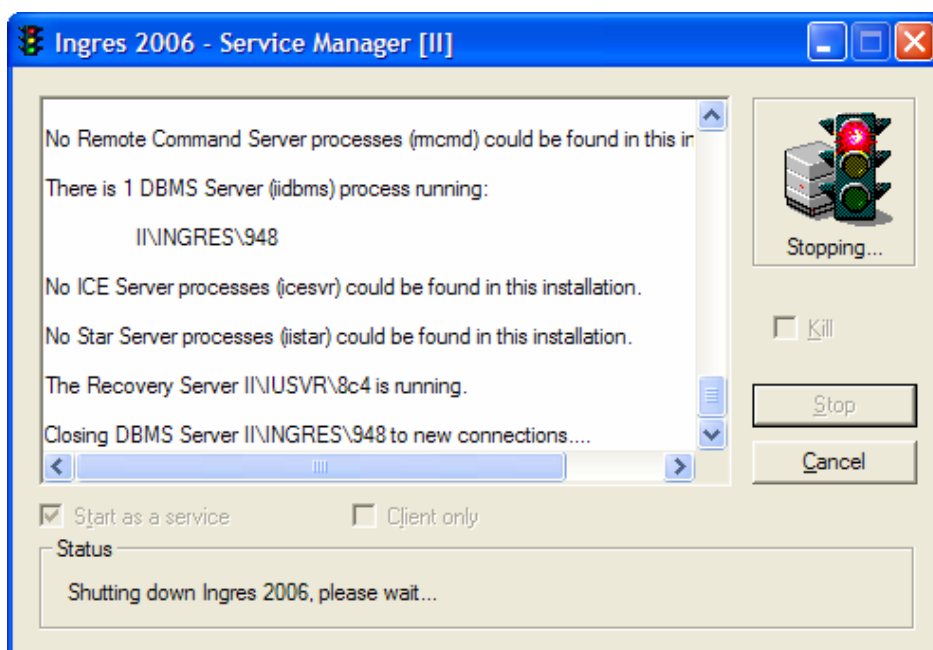 Ingres 2006 - Service Manager [II]
No Remote Command Server processes (rmcmd) could be found in this in
There is 1 DBMS Server (iidbms) process running:
II\INGRES\948
No ICE Server processes (icesvr) could be found in this installation.
No Star Server processes (iistar) could be found in this installation.
The Recovery Server II\IUSVR\8c4 is running.
Closing DBMS Server II\INGRES\948 to new connections....
Stopping...
Kill
Stop
Cancel
Start as a service
Client only
Status
Shutting down Ingres 2006, please wait...